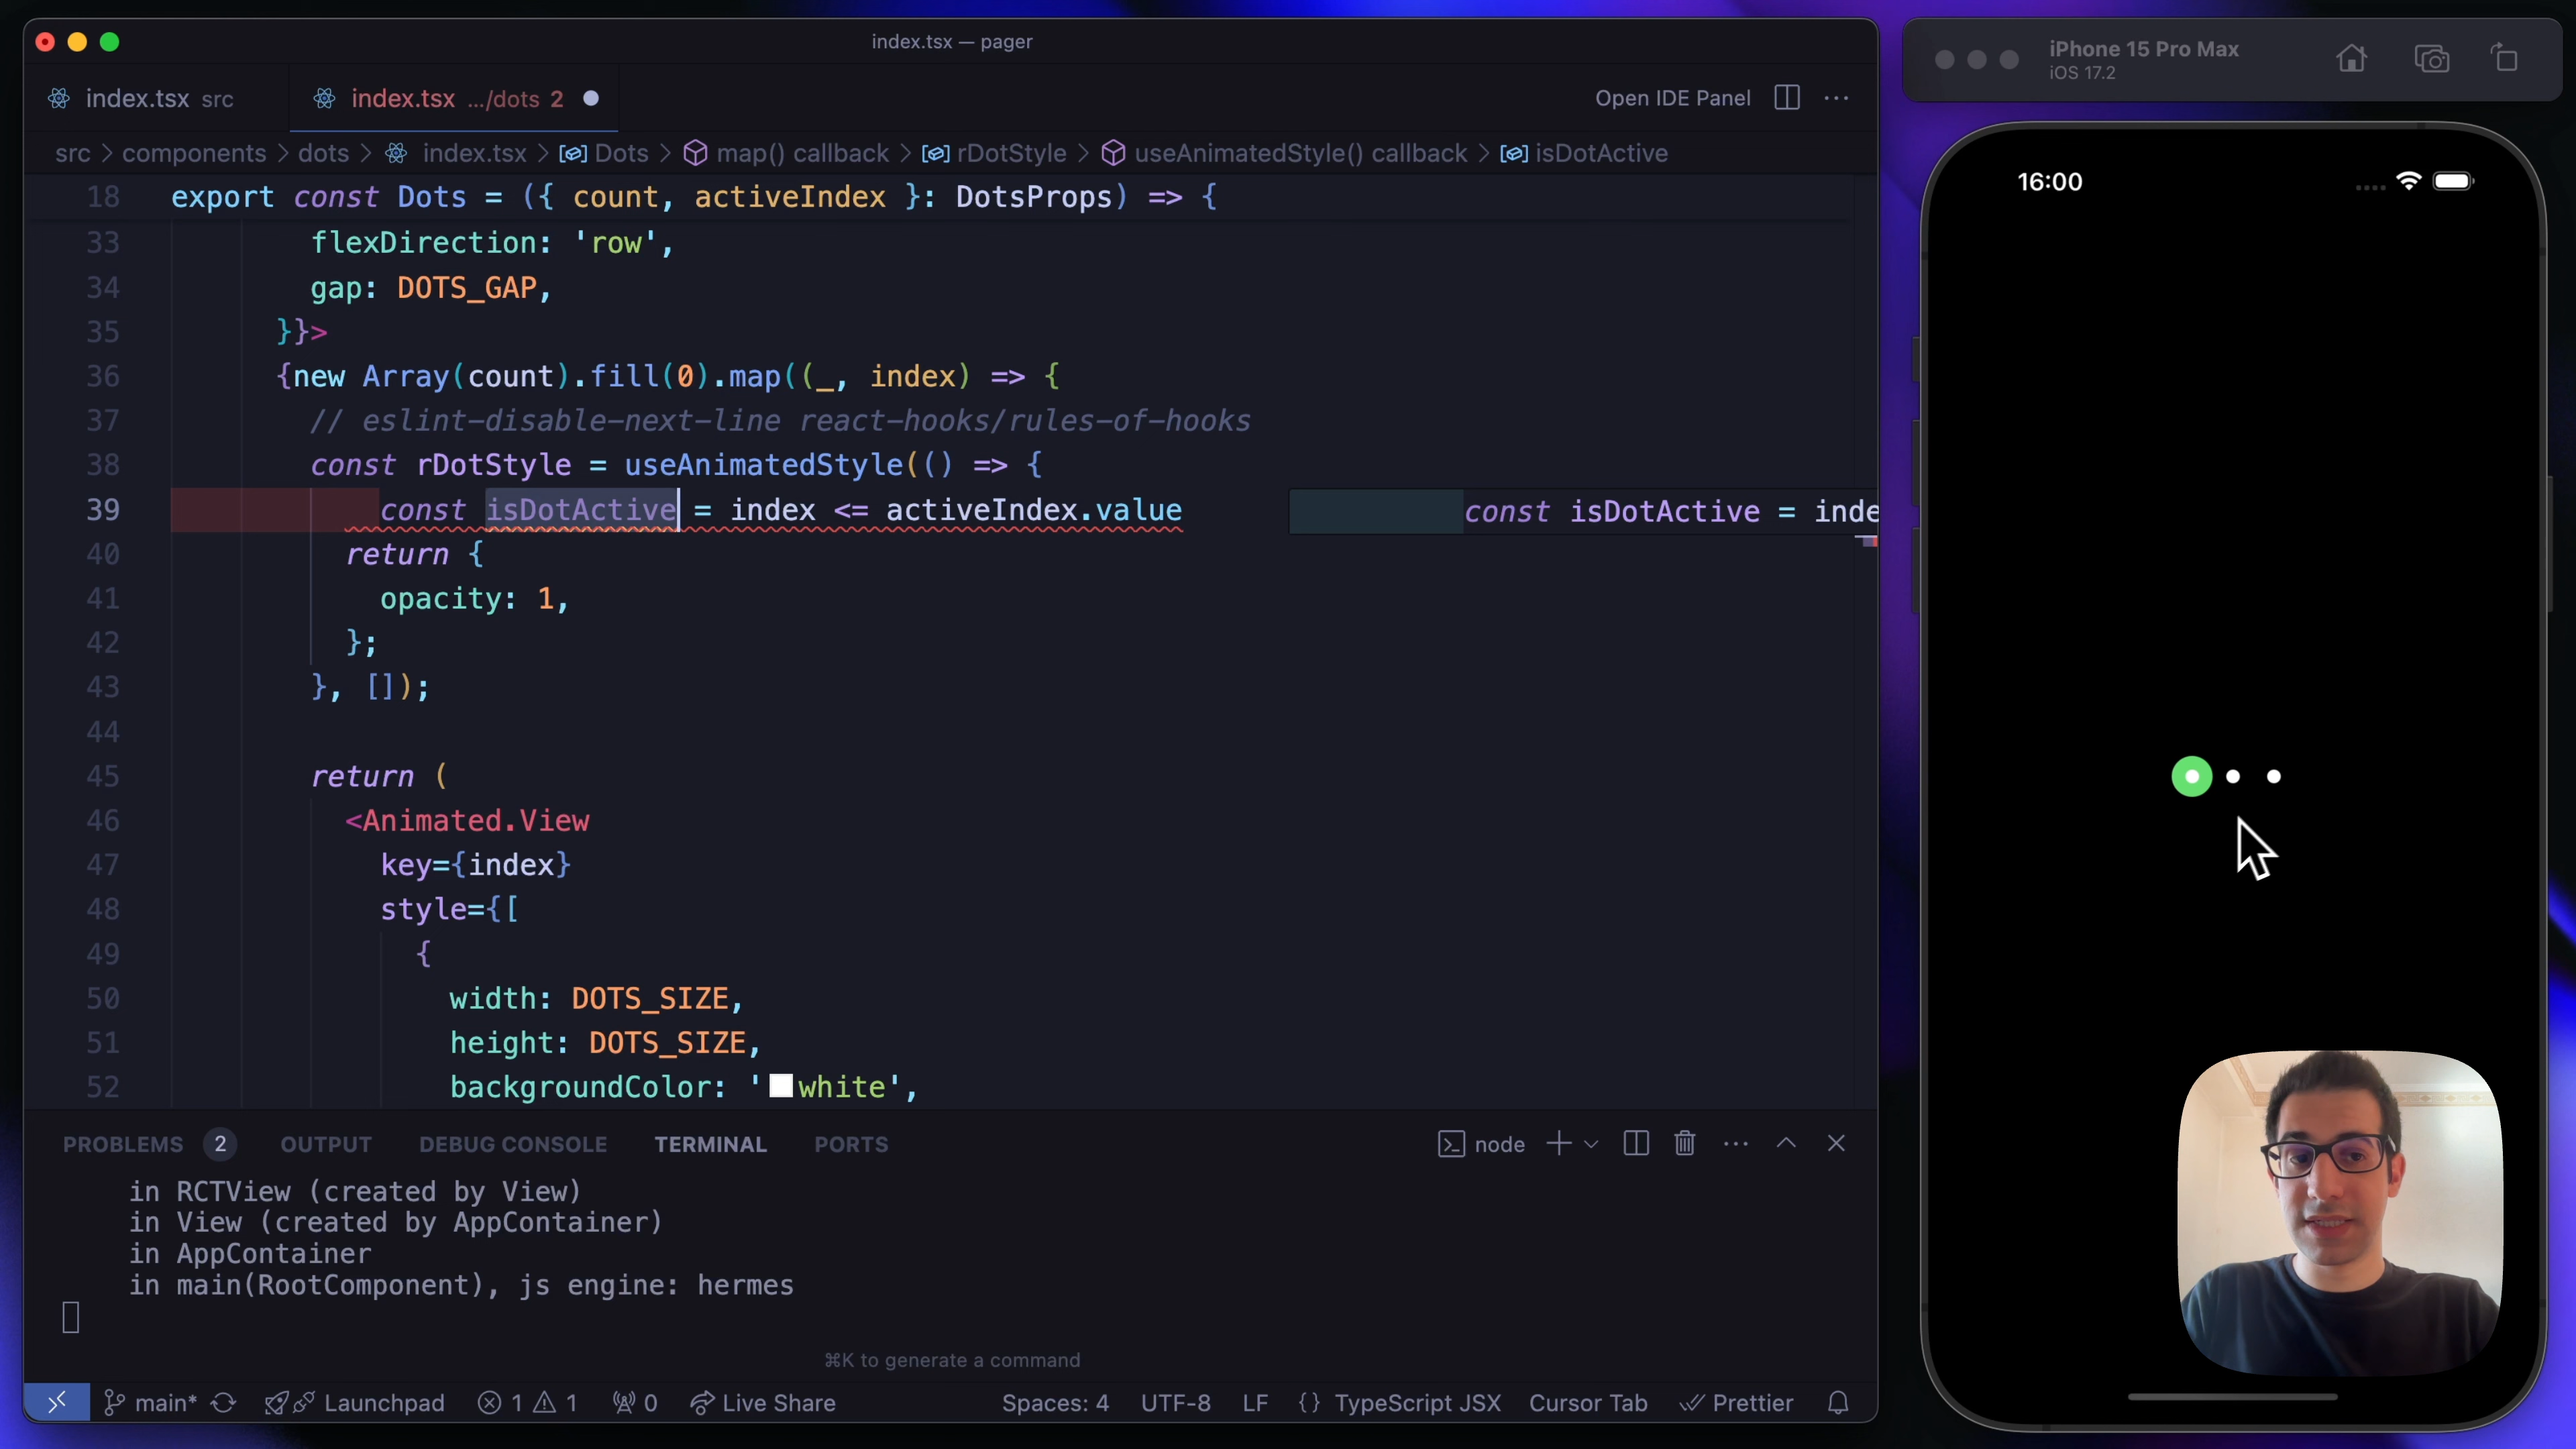 index.tsx — pager
index.tsx src
index.tsx .../dots 2
Open IDE Panel
src > components > dots > index.tsx > Dots > map() callback > rDotStyle > useAnimatedStyle() callback > isDotActive
18 export const Dots = ({ count, activeIndex }: DotsProps) => {
33 flexDirection: 'row',
34 gap: DOTS_GAP,
35 }}>
36 {new Array(count).fill(0).map((_, index) => {
37 // eslint-disable-next-line react-hooks/rules-of-hooks
38 const rDotStyle = useAnimatedStyle(() => {
39 const isDotActive = index <= activeIndex.value const isDotActive = inde
40 return {
41 opacity: 1,
42 };
43 }, []);
44
45 return (
46 <Animated.View
47 key={index}
48 style={[
49 {
50 width: DOTS_SIZE,
51 height: DOTS_SIZE,
52 backgroundColor: 'white',
PROBLEMS 2 OUTPUT DEBUG CONSOLE TERMINAL PORTS
node
in RCTView (created by View)
in View (created by AppContainer)
in AppContainer
in main(RootComponent), js engine: hermes
⌘K to generate a command
main* Launchpad 1 1 0 Live Share Spaces: 4 UTF-8 LF {} TypeScript JSX Cursor Tab Prettier
iPhone 15 Pro Max
iOS 17.2
16:00